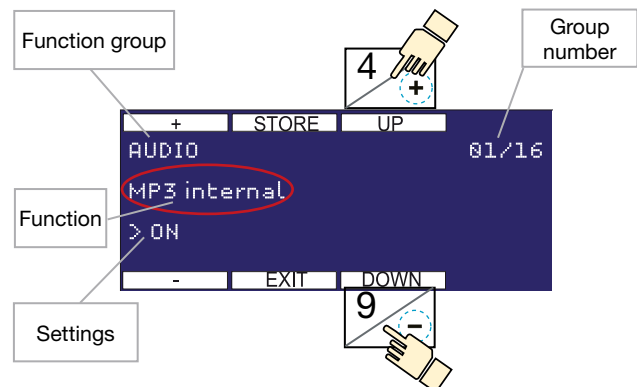 Function group
Group
number
4
+
+ STORE UP
AUDIO 01/16
MP3 internal
Function
> ON
- EXIT DOWN
9
-
Settings